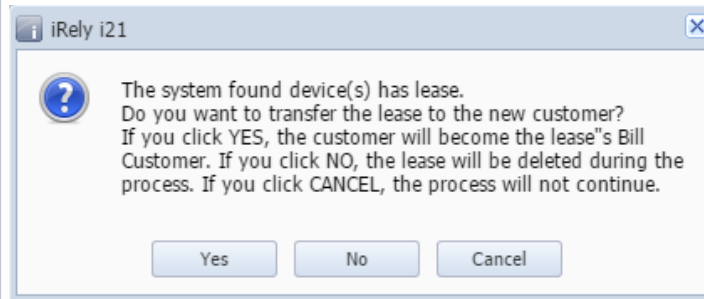 iRely i21
The system found device(s) has lease.
Do you want to transfer the lease to the new customer?
If you click YES, the customer will become the lease"s Bill
Customer. If you click NO, the lease will be deleted during the
process. If you click CANCEL, the process will not continue.
Yes No Cancel